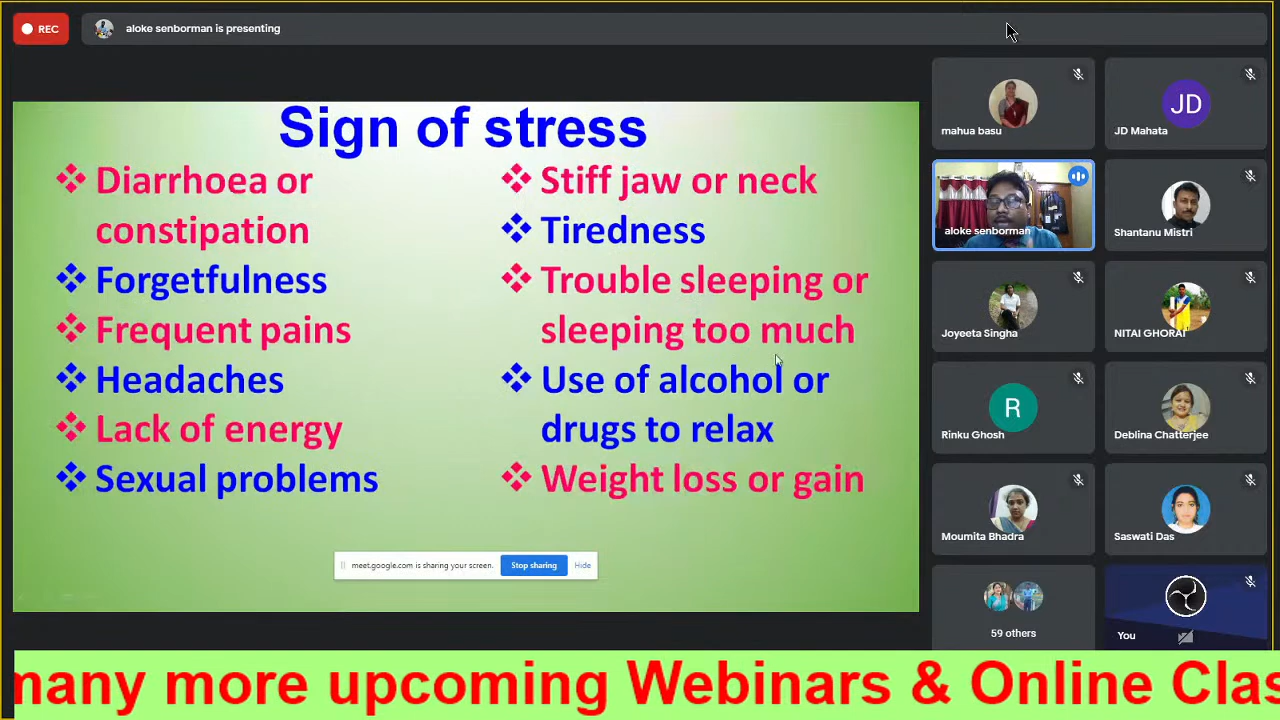 REC
aloke senborman is presenting
Sign of stress
Diarrhoea or
constipation
Forgetfulness
Frequent pains
Headaches
Lack of energy
Sexual problems
Stiff jaw or neck
Tiredness
Trouble sleeping or
sleeping too much
Use of alcohol or
drugs to relax
Weight loss or gain
meet.google.com is sharing your screen.
Stop sharing
Hide
mahua basu
JD
JD Mahata
aloke senborman
Shantanu Mistri
Joyeeta Singha
NITAI GHORAI
R
Rinku Ghosh
Deblina Chatterjee
Moumita Bhadra
Saswati Das
59 others
You
many more upcoming Webinars & Online Clas